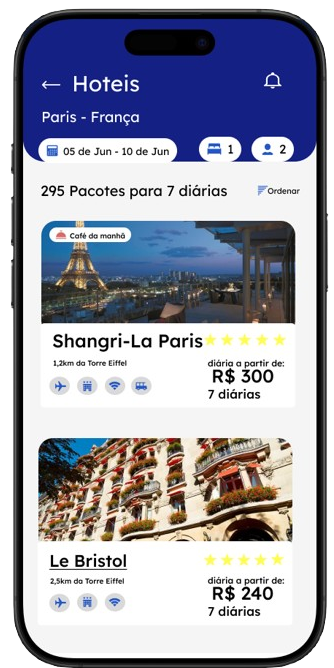 ← Hoteis
Paris - França
05 de Jun - 10 de Jun
1
2
295 Pacotes para 7 diárias
Ordenar
Café da manhã
Shangri-La Paris
1,2km da Torre Eiffel
diária a partir de:
R$ 300
7 diárias
Le Bristol
2,5km da Torre Eiffel
diária a partir de:
R$ 240
7 diárias